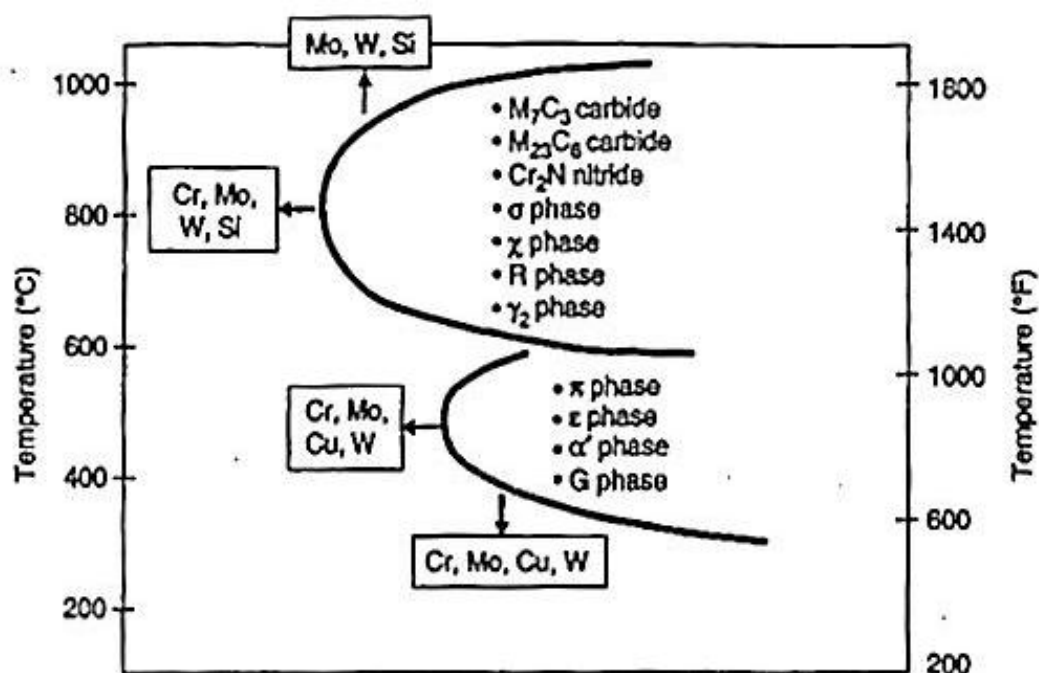 Mo, W, Si
1000
1800
• M₇C₃ carbide
• M₂₃C₆ carbide
• Cr₂N nitride
• σ phase
• χ phase
• R phase
• γ₂ phase
Cr, Mo,
W, Si
800
1400
Temperature (°C)
Temperature (°F)
600
1000
• π phase
• ε phase
• α′ phase
• G phase
Cr, Mo,
Cu, W
400
600
Cr, Mo, Cu, W
200
200